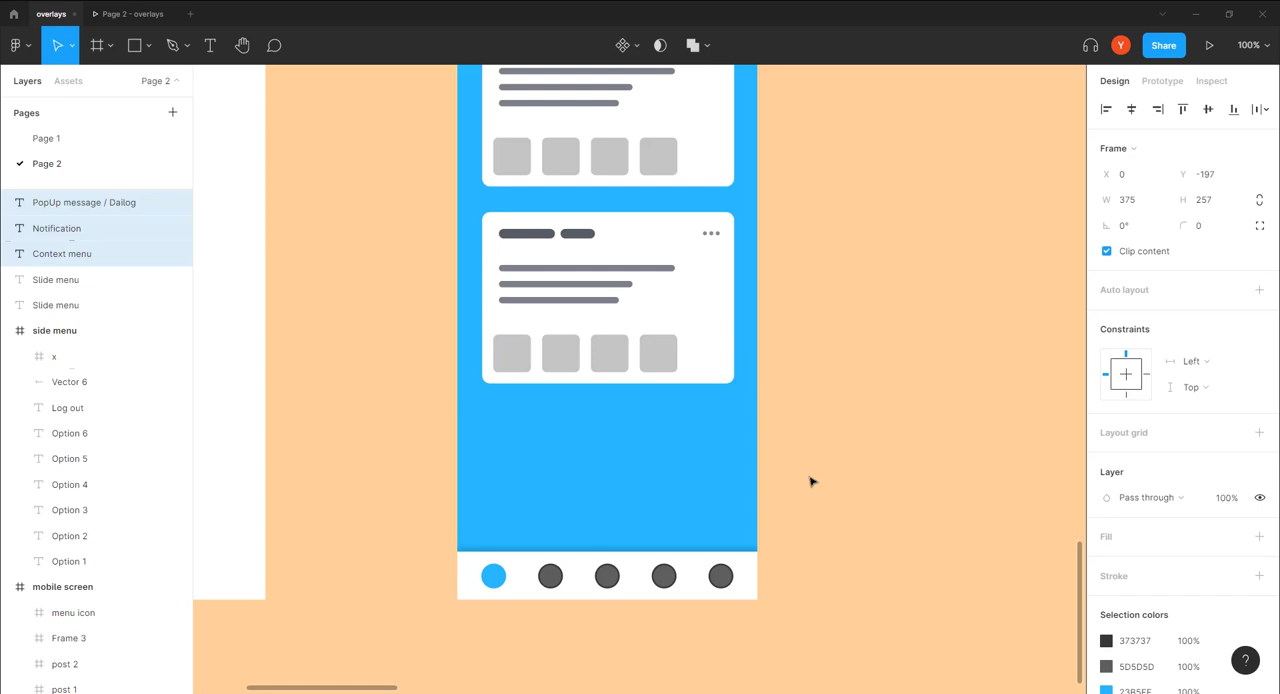 overlays
Page 2 - overlays
Y
Share
100%
Layers
Assets
Page 2
Pages
Page 1
Page 2
PopUp message / Dailog
Notification
Context menu
Slide menu
Slide menu
side menu
x
Vector 6
Log out
Option 6
Option 5
Option 4
Option 3
Option 2
Option 1
mobile screen
menu icon
Frame 3
post 2
post 1
Design
Prototype
Inspect
Frame
X 0
Y -197
W 375
H 257
0°
0
Clip content
Auto layout
Constraints
Left
Top
Layout grid
Layer
Pass through
100%
Fill
Stroke
Selection colors
373737 100%
5D5D5D 100%
23B5FF 100%
?